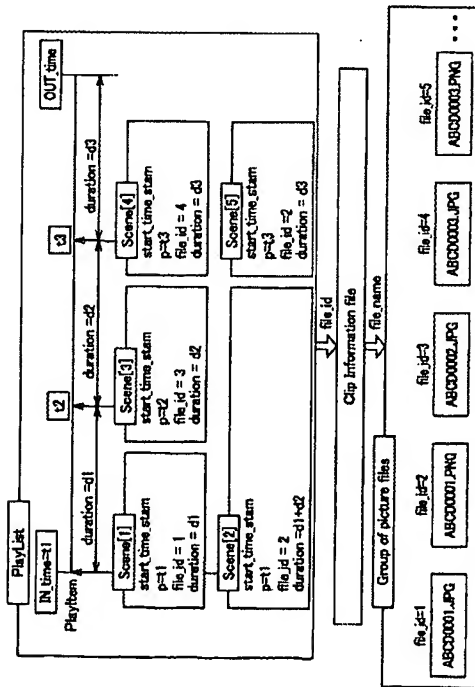 PlayList
IN_time=t1
t2
t3
OUT_time
PlayItem
duration =d1
duration =d2
duration =d3
Scene[1]
start_time_stam
p=t1
file_id = 1
duration = d1
Scene[3]
start_time_stam
p=t2
file_id = 3
duration = d2
Scene[4]
start_time_stam
p=t3
file_id = 4
duration = d3
Scene[2]
start_time_stam
p=t1
file_id = 2
duration =d1+d2
Scene[5]
start_time_stam
p=t3
file_id =2
duration = d3
file_id
Clip Information file
file_name
Group of picture files
file_id=1
ABCD0001.JPG
file_id=2
ABCD0001.PNG
file_id=3
ABCD0002.JPG
file_id=4
ABCD0003.JPG
file_id=5
ABCD0003.PNG
...